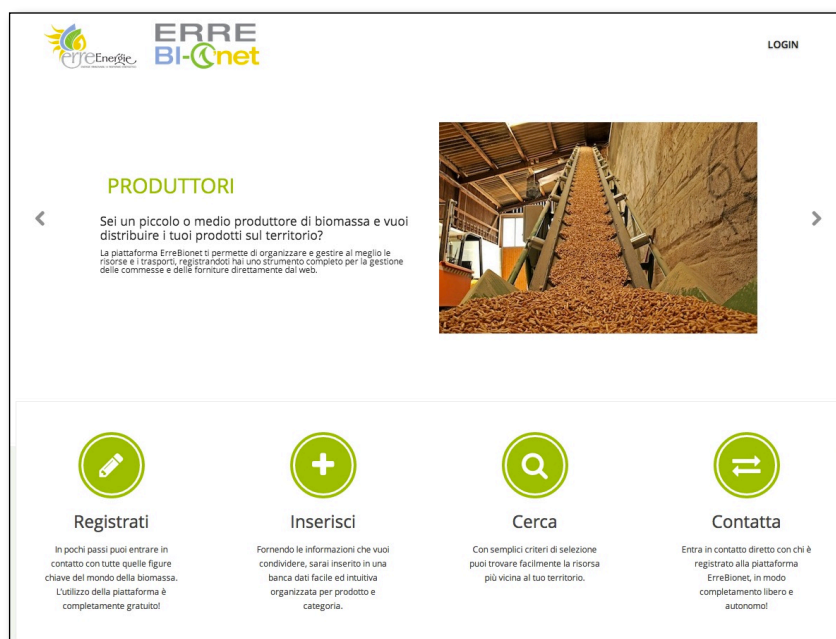 erreEnergie
ERRE
BI-Onet
LOGIN
PRODUTTORI
Sei un piccolo o medio produttore di biomassa e vuoi
distribuire i tuoi prodotti sul territorio?
La piattaforma ErreBionet ti permette di organizzare e gestire al meglio le
risorse e i trasporti, registrandoti hai uno strumento completo per la gestione
delle commesse e delle forniture direttamente dal web.
Registrati
In pochi passi puoi entrare in
contatto con tutte quelle figure
chiave del mondo della biomassa.
L'utilizzo della piattaforma è
completamente gratuito!
Inserisci
Fornendo le informazioni che vuoi
condividere, sarai inserito in una
banca dati facile ed intuitiva
organizzata per prodotto e
categoria.
Cerca
Con semplici criteri di selezione
puoi trovare facilmente la risorsa
più vicina al tuo territorio.
Contatta
Entra in contatto diretto con chi è
registrato alla piattaforma
ErreBionet, in modo
completamento libero e
autonomo!